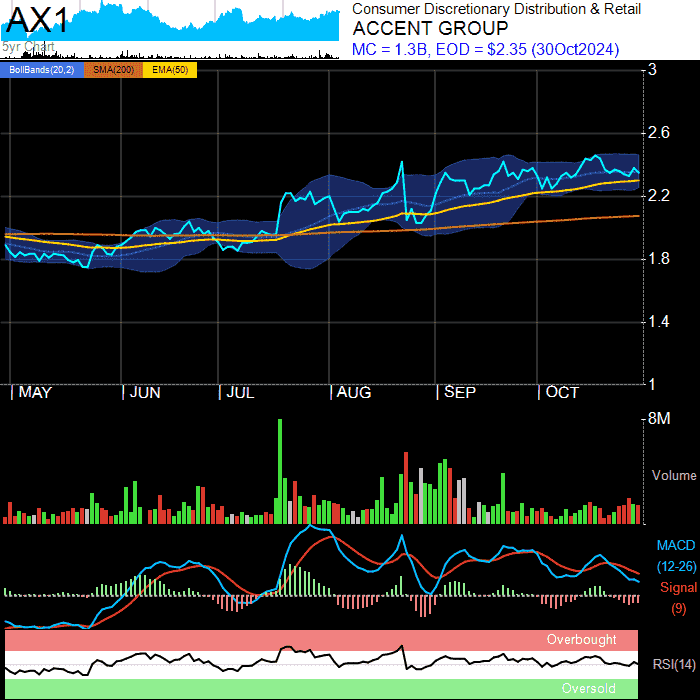 AX1
5yr Chart
Consumer Discretionary Distribution & Retail
ACCENT GROUP
MC = 1.3B, EOD = $2.35 (30Oct2024)
BollBands(20,2) SMA(200) EMA(50)
3
2.6
2.2
1.8
1.4
1
| MAY | JUN | JUL | AUG | SEP | OCT
8M
Volume
MACD
(12-26)
Signal
(9)
Overbought
RSI(14)
Oversold